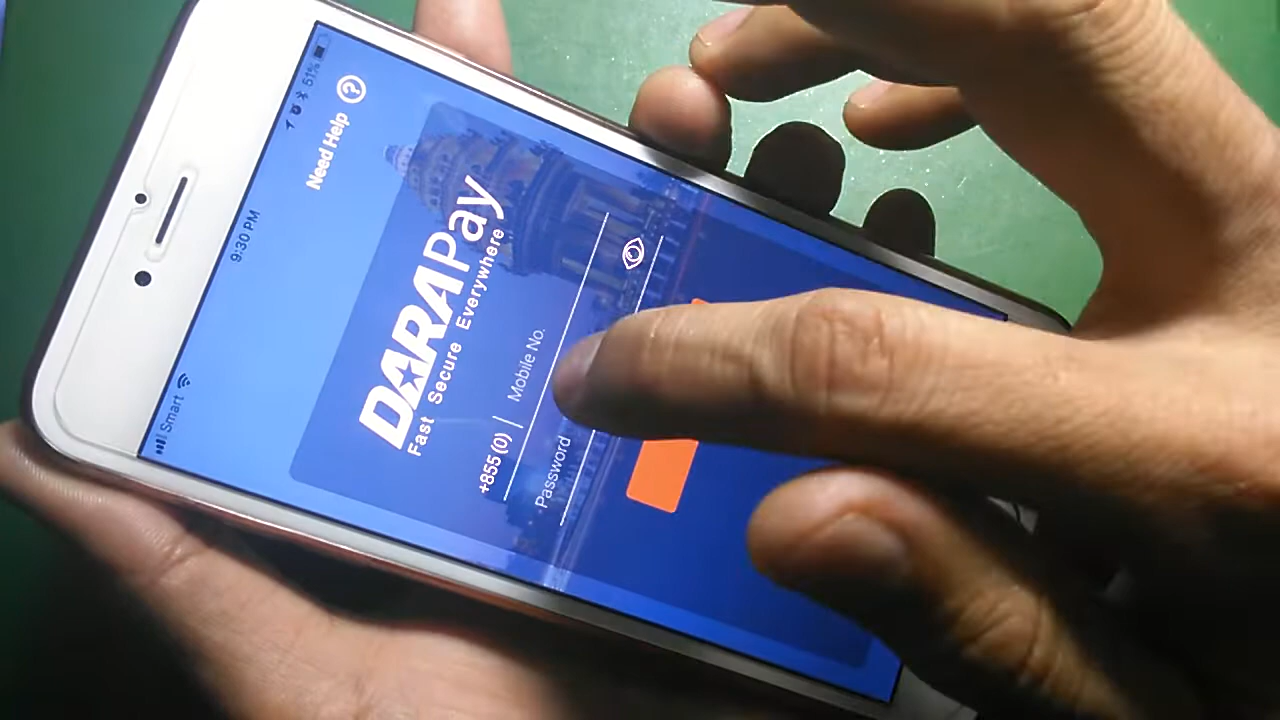 Smart
9:30 PM
51%
Need Help ?
DARAPay
Fast Secure Everywhere
+855 (0) | Mobile No.
Password